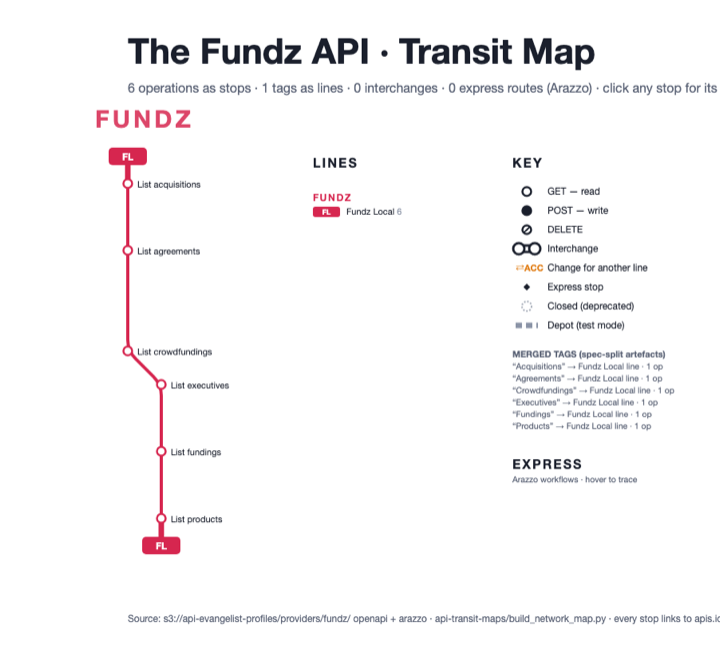 The Fundz API · Transit Map
6 operations as stops · 1 tags as lines · 0 interchanges · 0 express routes (Arazzo) · click any stop for its
FUNDZ
FL
List acquisitions
List agreements
List crowdfundings
List executives
List fundings
List products
FL
LINES
FUNDZ
FL Fundz Local 6
KEY
GET — read
POST — write
DELETE
Interchange
⇄ACC Change for another line
Express stop
Closed (deprecated)
Depot (test mode)
MERGED TAGS (spec-split artefacts)
"Acquisitions" → Fundz Local line · 1 op
"Agreements" → Fundz Local line · 1 op
"Crowdfundings" → Fundz Local line · 1 op
"Executives" → Fundz Local line · 1 op
"Fundings" → Fundz Local line · 1 op
"Products" → Fundz Local line · 1 op
EXPRESS
Arazzo workflows · hover to trace
Source: s3://api-evangelist-profiles/providers/fundz/ openapi + arazzo · api-transit-maps/build_network_map.py · every stop links to apis.io